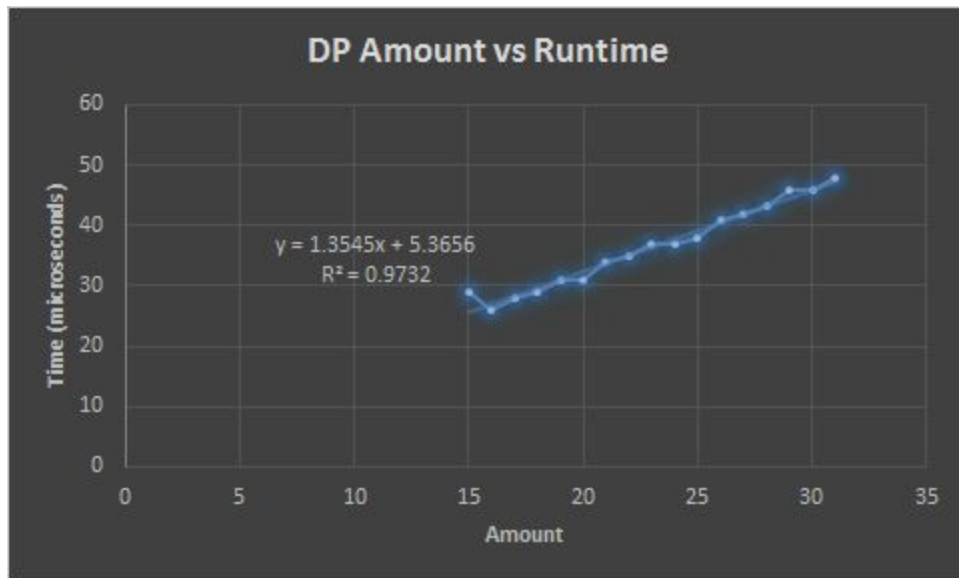 DP Amount vs Runtime
60
50
40
30
20
10
0
Time (microseconds)
y = 1.3545x + 5.3656
R² = 0.9732
0 5 10 15 20 25 30 35
Amount